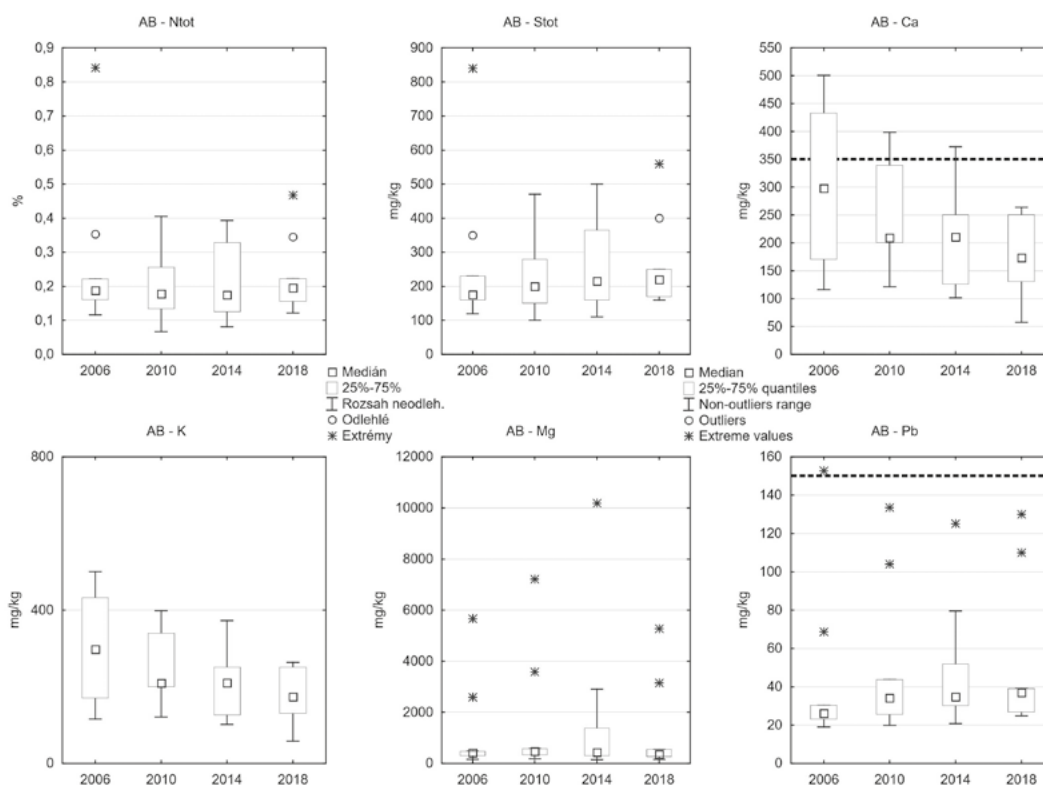 AB - Ntot
%
0,9
0,8
0,7
0,6
0,5
0,4
0,3
0,2
0,1
0,0
2006 2010 2014 2018
AB - Stot
mg/kg
900
800
700
600
500
400
300
200
100
0
2006 2010 2014 2018
AB - Ca
mg/kg
550
500
450
400
350
300
250
200
150
100
50
0
2006 2010 2014 2018
Medián
25%-75%
Rozsah neodleh.
Odlehlé
Extrémy
Median
25%-75% quantiles
Non-outliers range
Outliers
Extreme values
AB - K
mg/kg
800
400
0
2006 2010 2014 2018
AB - Mg
mg/kg
12000
10000
8000
6000
4000
2000
0
2006 2010 2014 2018
AB - Pb
mg/kg
160
140
120
100
80
60
40
20
0
2006 2010 2014 2018